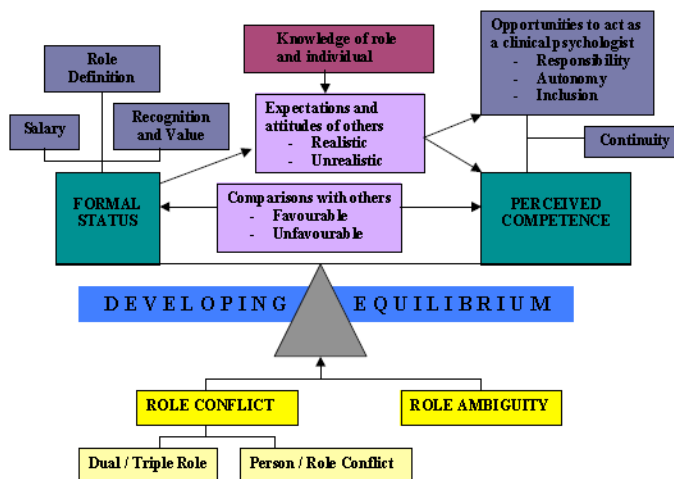 Knowledge of role
and individual
Opportunities to act as
a clinical psychologist
- Responsibility
- Autonomy
- Inclusion
Role
Definition
Expectations and
attitudes of others
- Realistic
- Unrealistic
Salary
Recognition
and Value
Continuity
FORMAL
STATUS
Comparisons with others
- Favourable
- Unfavourable
PERCEIVED
COMPETENCE
DEVELOPING EQUILIBRIUM
ROLE CONFLICT
ROLE AMBIGUITY
Dual / Triple Role
Person / Role Conflict